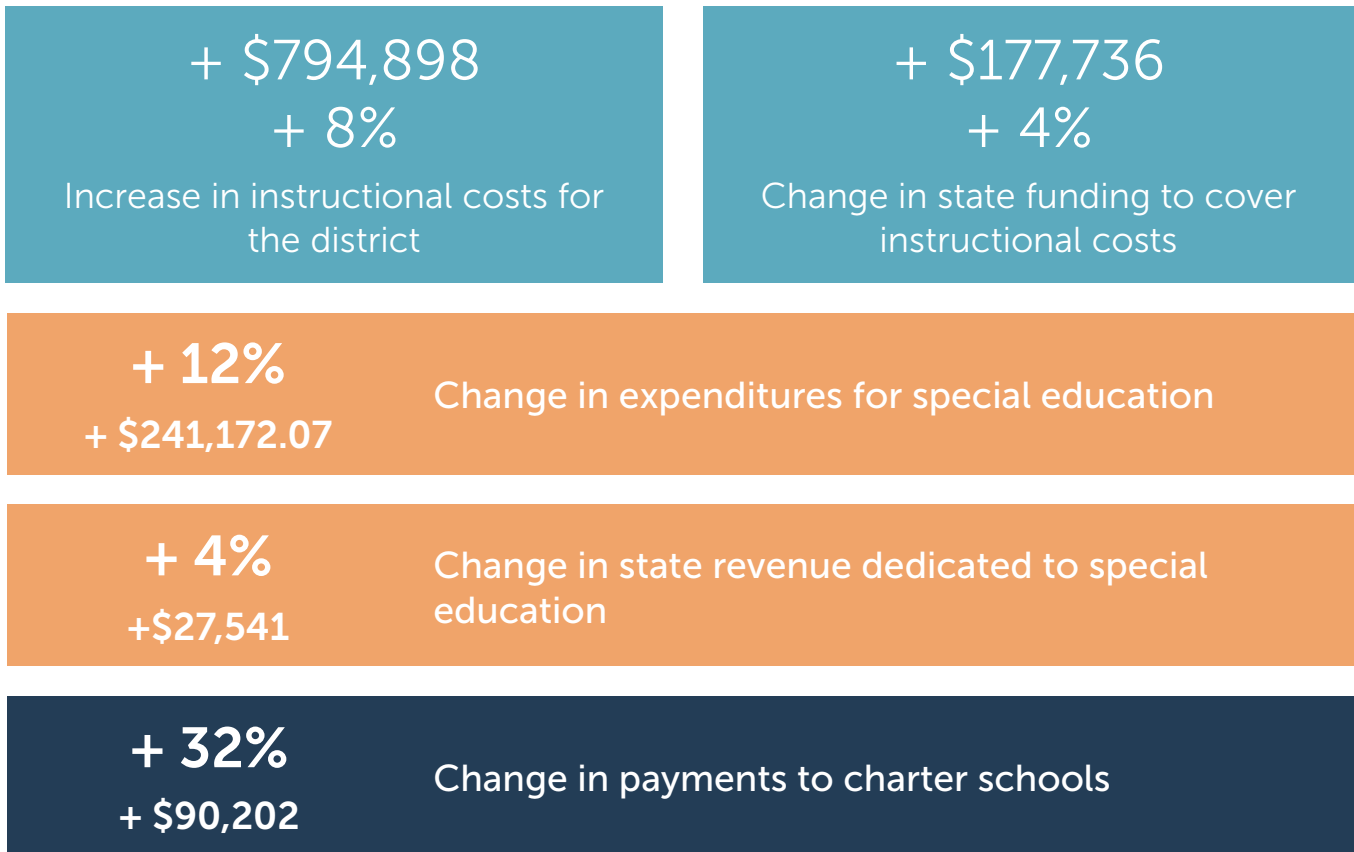 + $794,898
+ 8%
Increase in instructional costs for
the district
+ $177,736
+ 4%
Change in state funding to cover
instructional costs
+ 12%
+ $241,172.07
Change in expenditures for special education
+ 4%
+$27,541
Change in state revenue dedicated to special
education
+ 32%
+ $90,202
Change in payments to charter schools